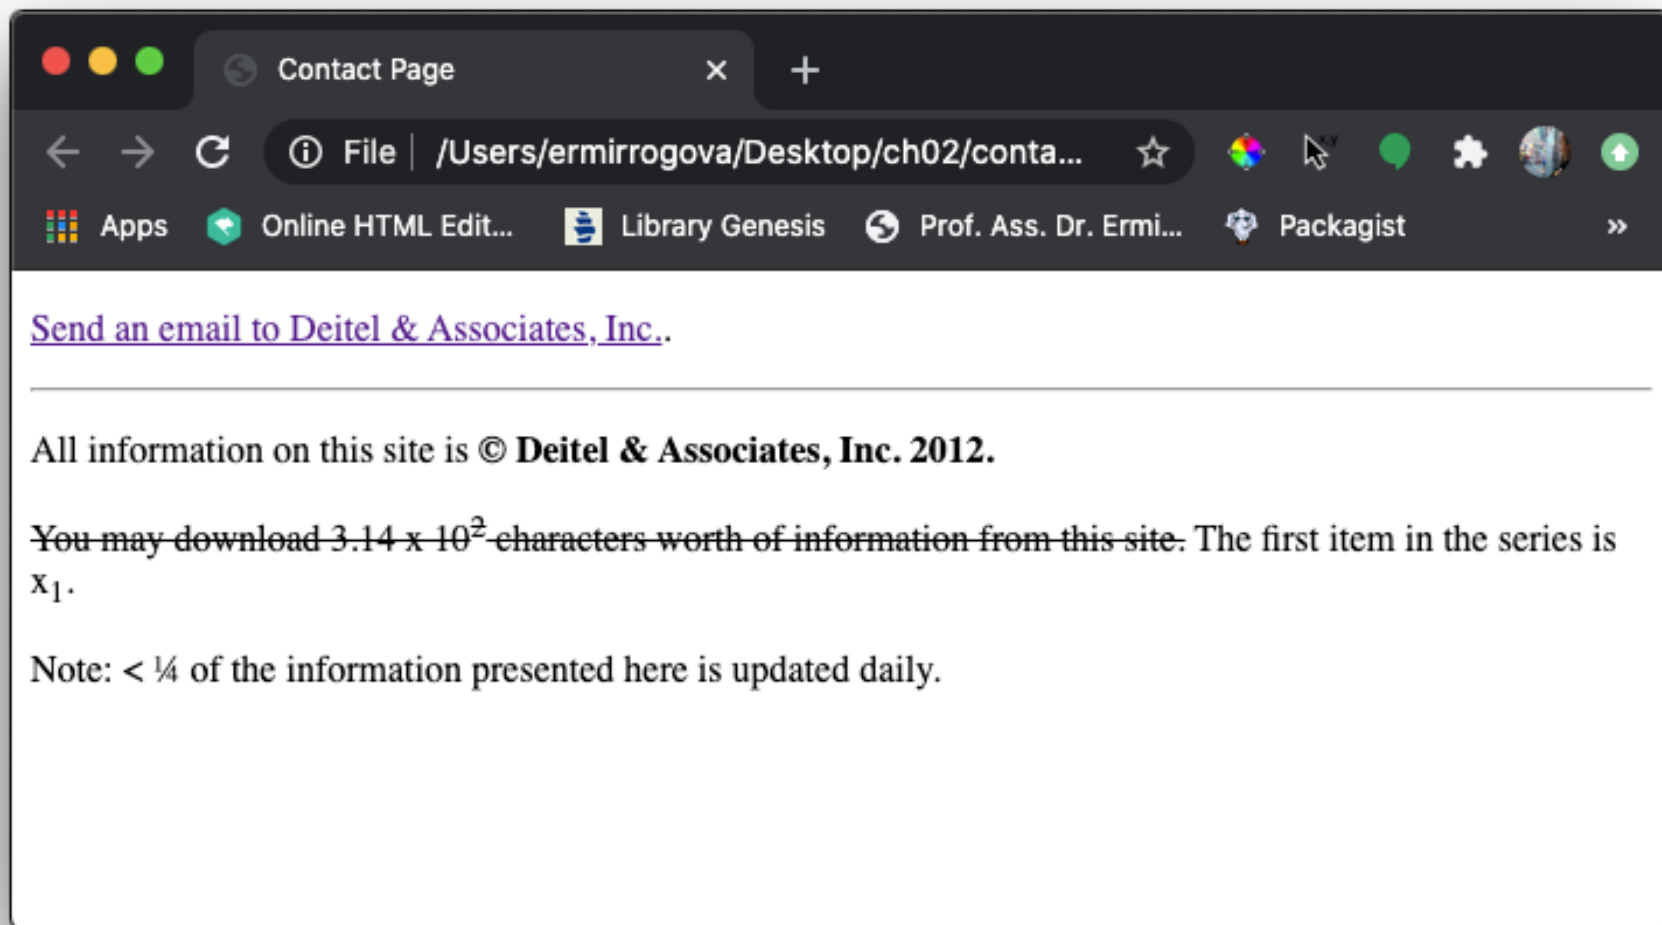 Contact Page
File /Users/ermirrogova/Desktop/ch02/conta...
Apps Online HTML Edit... Library Genesis Prof. Ass. Dr. Ermi... Packagist »
Send an email to Deitel & Associates, Inc..
All information on this site is © Deitel & Associates, Inc. 2012.
You may download 3.14 x 10² characters worth of information from this site. The first item in the series is
x₁.
Note: < ¼ of the information presented here is updated daily.